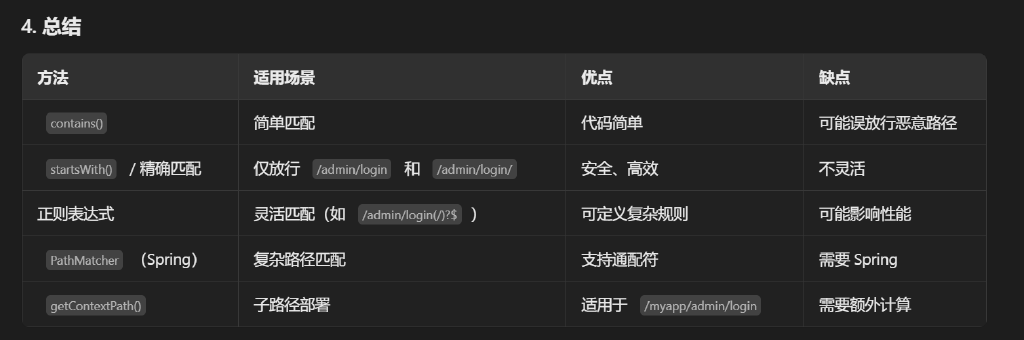 4. 总结
方法 适用场景 优点 缺点
contains() 简单匹配 代码简单 可能误放行恶意路径
startsWith() / 精确匹配 仅放行 /admin/login 和 /admin/login/ 安全、高效 不灵活
正则表达式 灵活匹配（如 /admin/login(/)?$ ） 可定义复杂规则 可能影响性能
PathMatcher （Spring） 复杂路径匹配 支持通配符 需要 Spring
getContextPath() 子路径部署 适用于 /myapp/admin/login 需要额外计算